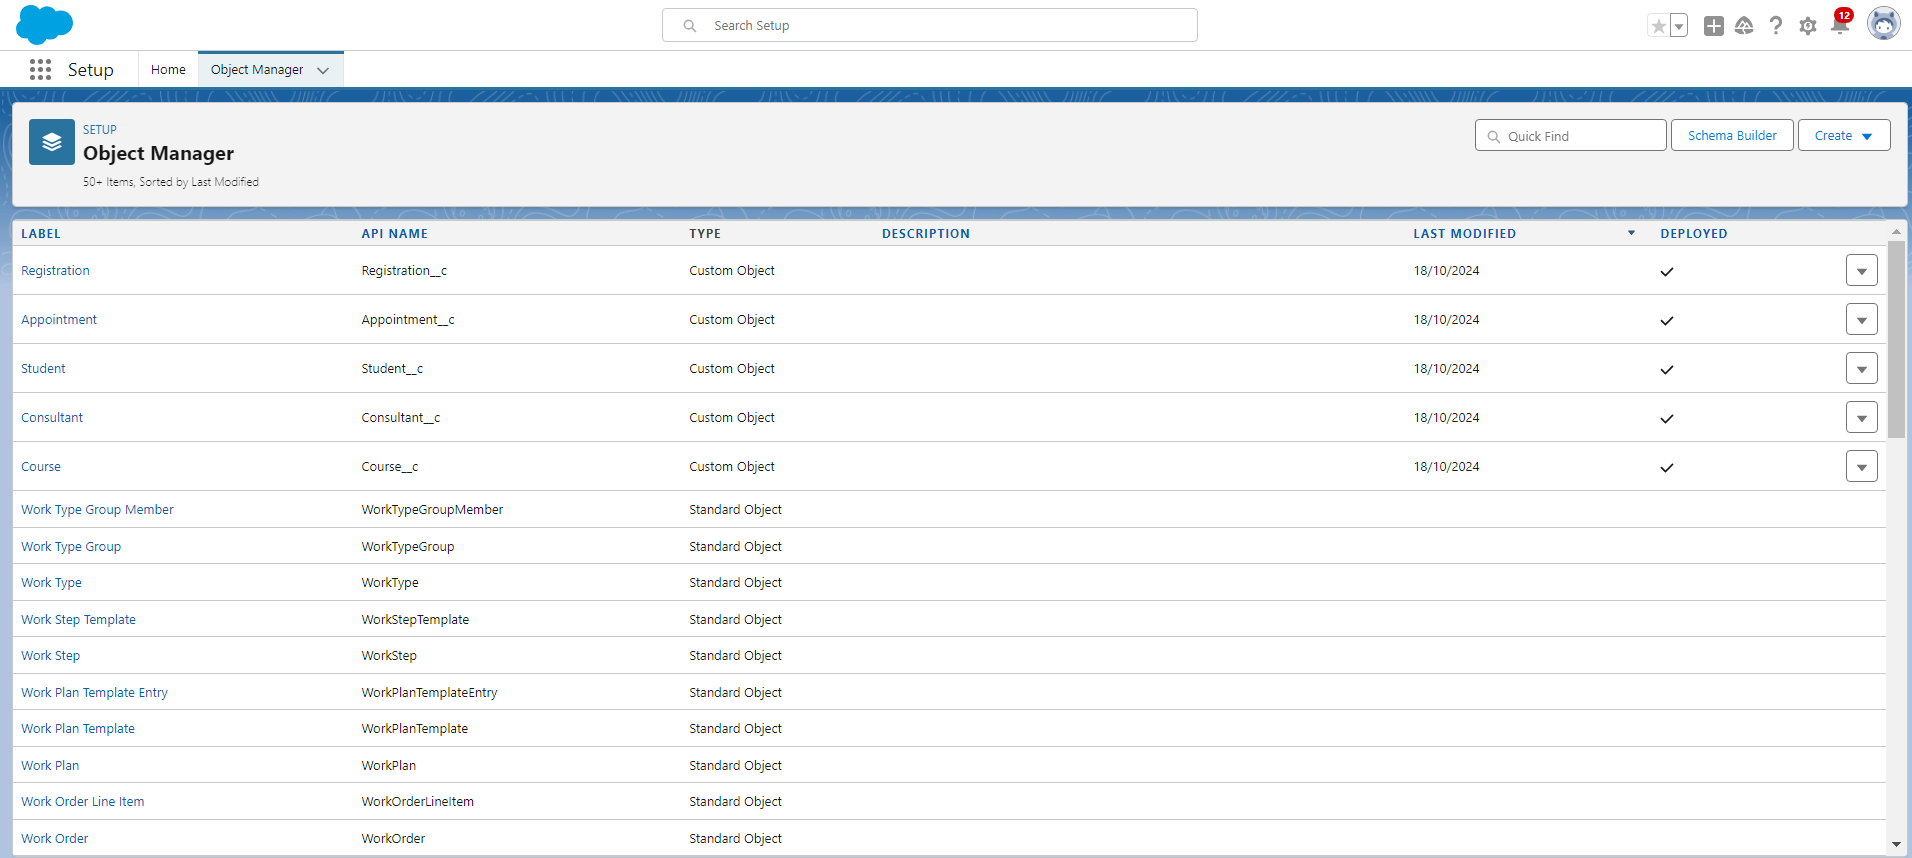 Search Setup
12
Setup Home Object Manager
SETUP
Object Manager
50+ Items, Sorted by Last Modified
Quick Find
Schema Builder
Create
LABEL API NAME TYPE DESCRIPTION LAST MODIFIED DEPLOYED
Registration Registration__c Custom Object 18/10/2024
Appointment Appointment__c Custom Object 18/10/2024
Student Student__c Custom Object 18/10/2024
Consultant Consultant__c Custom Object 18/10/2024
Course Course__c Custom Object 18/10/2024
Work Type Group Member WorkTypeGroupMember Standard Object
Work Type Group WorkTypeGroup Standard Object
Work Type WorkType Standard Object
Work Step Template WorkStepTemplate Standard Object
Work Step WorkStep Standard Object
Work Plan Template Entry WorkPlanTemplateEntry Standard Object
Work Plan Template WorkPlanTemplate Standard Object
Work Plan WorkPlan Standard Object
Work Order Line Item WorkOrderLineItem Standard Object
Work Order WorkOrder Standard Object